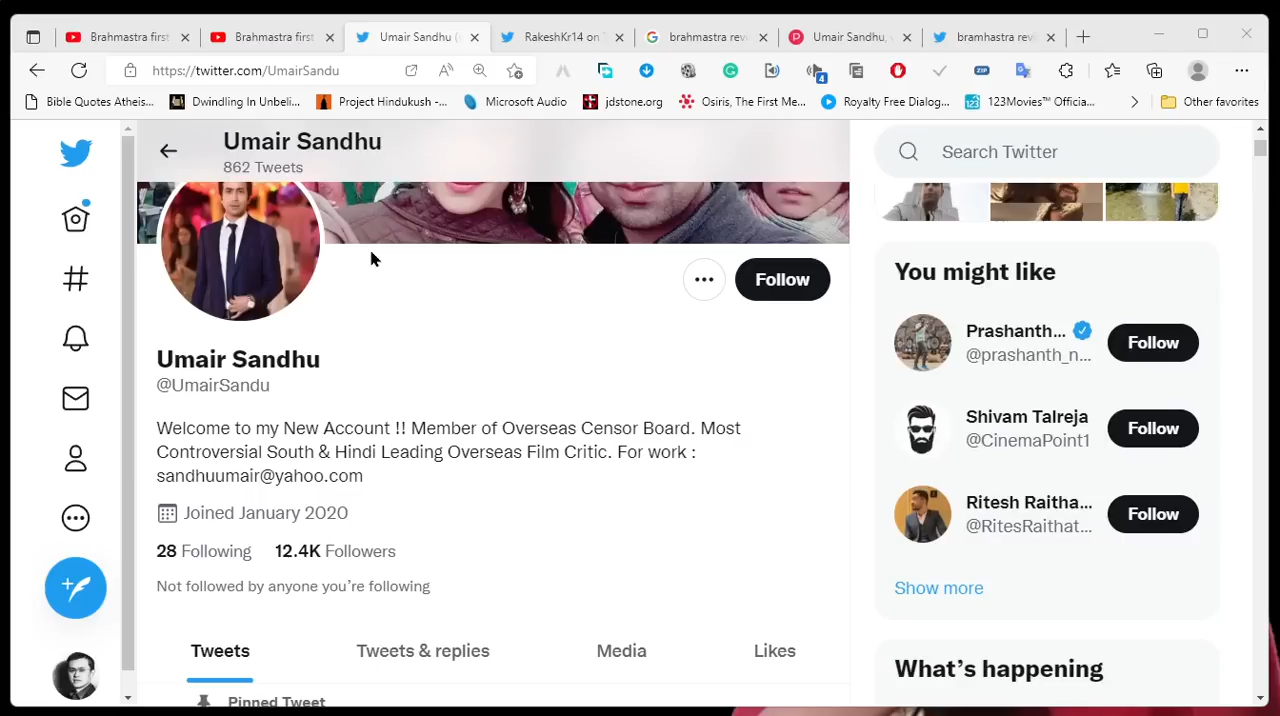 Brahmastra first
Brahmastra first
Umair Sandhu (
RakeshKr14 on
brahmastra rev
Umair Sandhu,
bramhastra rev
https://twitter.com/UmairSandu
4
ZIP
Bible Quotes Atheis...
Dwindling In Unbeli...
Project Hindukush -...
Microsoft Audio
jdstone.org
Osiris, The First Me...
Royalty Free Dialog...
123
123Movies™ Officia...
Other favorites
Umair Sandhu
862 Tweets
Follow
Umair Sandhu
@UmairSandu
Welcome to my New Account !! Member of Overseas Censor Board. Most
Controversial South & Hindi Leading Overseas Film Critic. For work :
sandhuumair@yahoo.com
Joined January 2020
28 Following 12.4K Followers
Not followed by anyone you're following
Tweets Tweets & replies Media Likes
Pinned Tweet
Search Twitter
You might like
Prashanth...
@prashanth_n...
Follow
Shivam Talreja
@CinemaPoint1
Follow
Ritesh Raitha...
@RitesRaithat...
Follow
Show more
What's happening